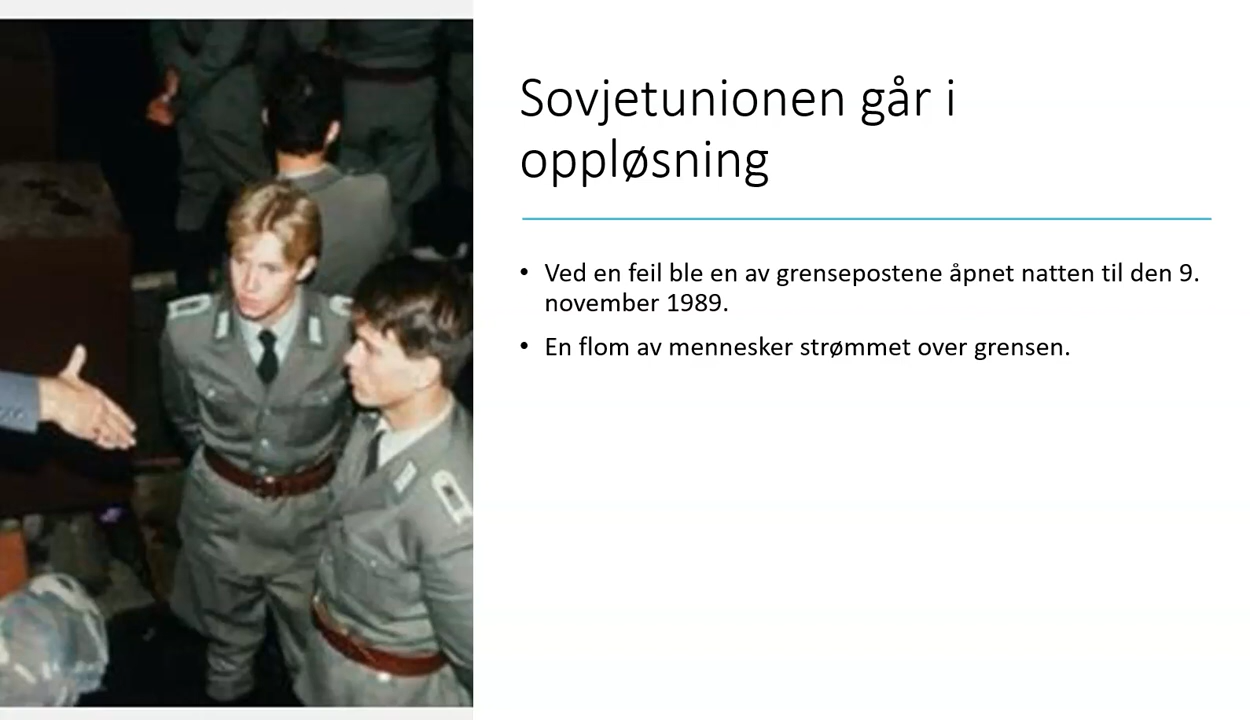 Sovjetunionen går i
oppløsning
• Ved en feil ble en av grensepostene åpnet natten til den 9.
november 1989.
• En flom av mennesker strømmet over grensen.